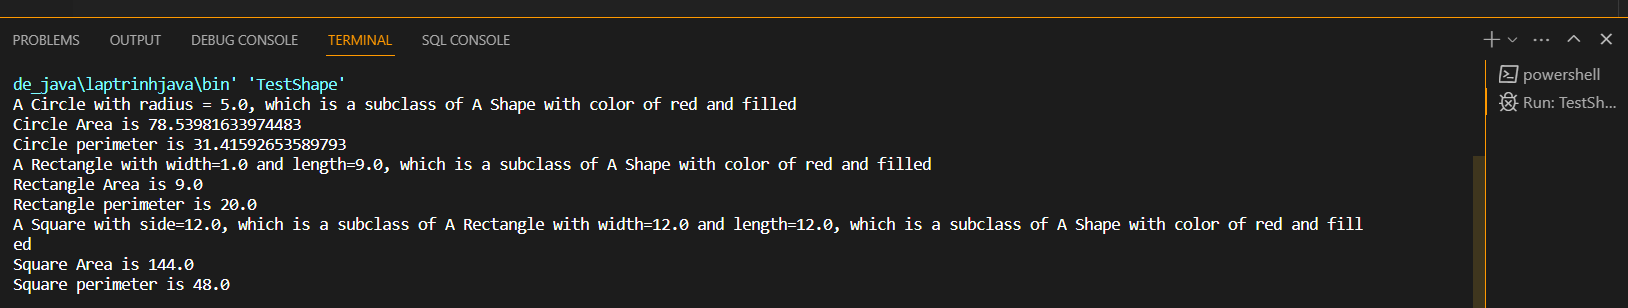 PROBLEMS OUTPUT DEBUG CONSOLE TERMINAL SQL CONSOLE
de_java\laptrinhjava\bin' 'TestShape'
A Circle with radius = 5.0, which is a subclass of A Shape with color of red and filled
Circle Area is 78.53981633974483
Circle perimeter is 31.41592653589793
A Rectangle with width=1.0 and length=9.0, which is a subclass of A Shape with color of red and filled
Rectangle Area is 9.0
Rectangle perimeter is 20.0
A Square with side=12.0, which is a subclass of A Rectangle with width=12.0 and length=12.0, which is a subclass of A Shape with color of red and fill
ed
Square Area is 144.0
Square perimeter is 48.0
powershell
Run: TestSh...